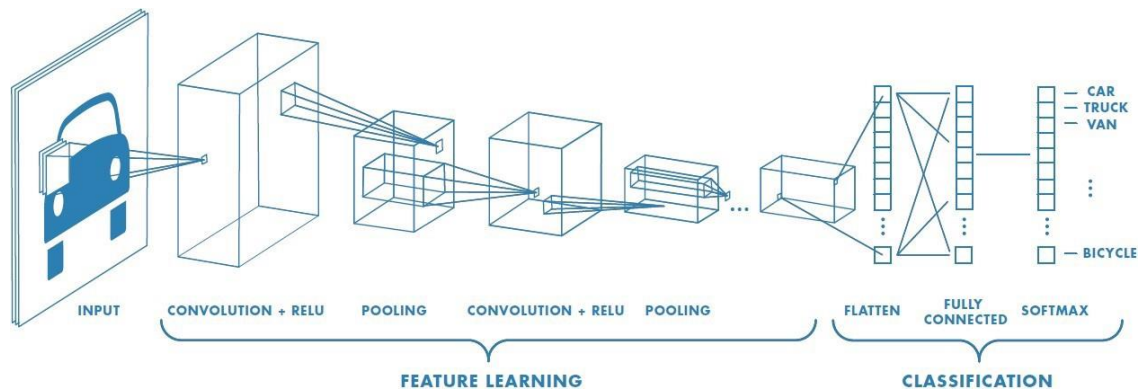 CAR
TRUCK
VAN
BICYCLE
INPUT
CONVOLUTION + RELU
POOLING
CONVOLUTION + RELU
POOLING
FLATTEN
FULLY
CONNECTED
SOFTMAX
FEATURE LEARNING
CLASSIFICATION